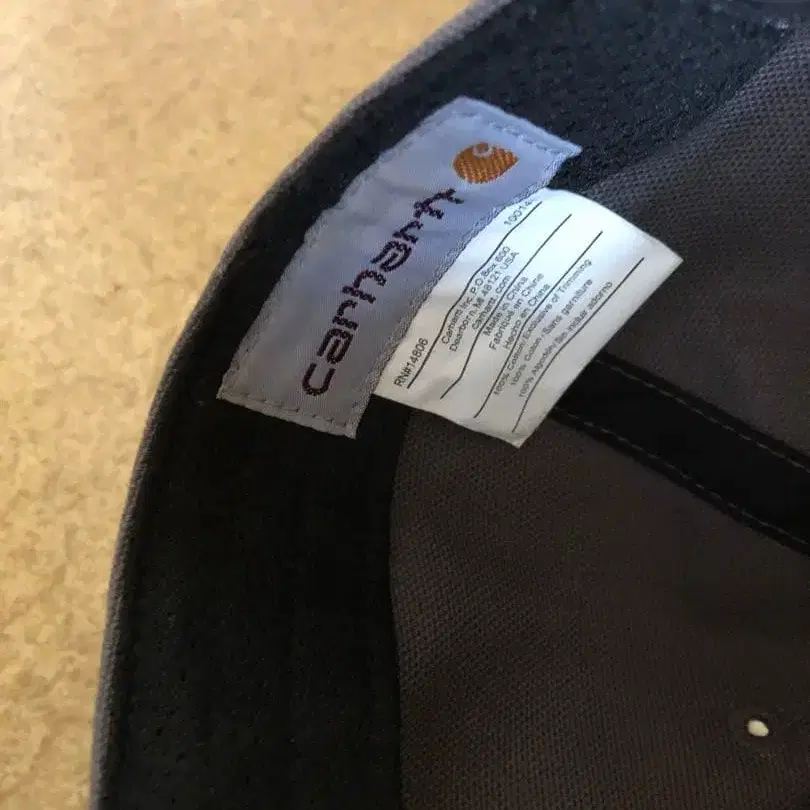 carhartt
RN#14806
10014
Carhartt Inc P.O. Box 600
Dearborn, MI 48121 USA
carhartt.com
Made in China
Fabriqué en Chine
Hecho en China
100% Cotton Exclusive of Trimming
100% Coton / Sans garniture
100% Algodón / Sin incluir adorno